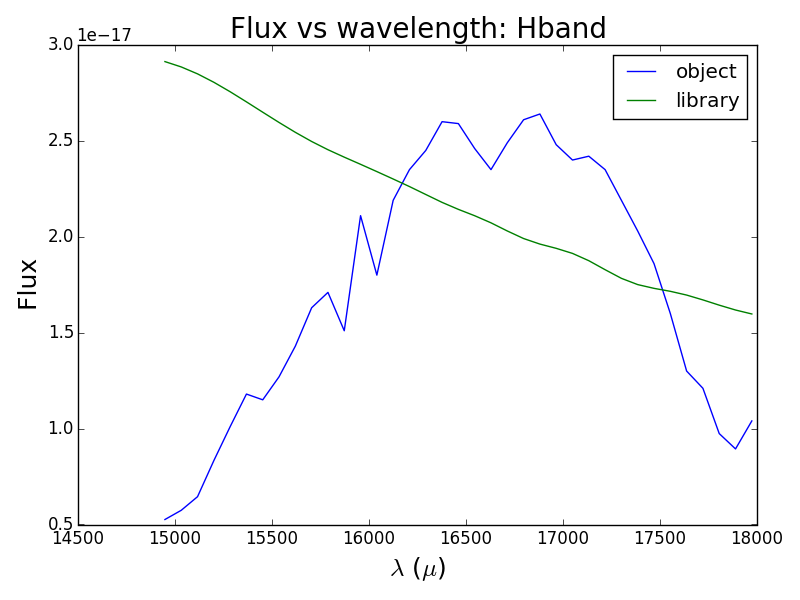 Flux vs wavelength: Hband
1e−17
3.0
2.5
2.0
1.5
1.0
0.5
Flux
object
library
14500 15000 15500 16000 16500 17000 17500 18000
λ (μ)